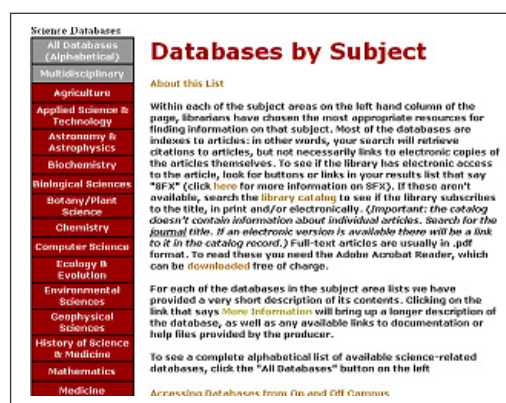 Science Databases
All Databases
(Alphabetical)
Multidisciplinary
Agriculture
Applied Science &
Technology
Astronomy &
Astrophysics
Biochemistry
Biological Sciences
Botany/Plant
Science
Chemistry
Computer Science
Ecology &
Evolution
Environmental
Sciences
Geophysical
Sciences
History of Science
& Medicine
Mathematics
Medicine
Databases by Subject
About this List
Within each of the subject areas on the left hand column of the
page, librarians have chosen the most appropriate resources for
finding information on that subject. Most of the databases are
indexes to articles: in other words, your search will retrieve
citations to articles, but not necessarily links to electronic copies of
the articles themselves. To see if the library has electronic access
to the article, look for buttons or links in your results list that say
"SFX" (click here for more information on SFX). If these aren't
available, search the library catalog to see if the library subscribes
to the title, in print and/or electronically. (Important: the catalog
doesn't contain information about individual articles. Search for the
journal title. If an electronic version is available there will be a link
to it in the catalog record.) Full-text articles are usually in .pdf
format. To read these you need the Adobe Acrobat Reader, which
can be downloaded free of charge.
For each of the databases in the subject area lists we have
provided a very short description of its contents. Clicking on the
link that says More Information will bring up a longer description of
the database, as well as any available links to documentation or
help files provided by the producer.
To see a complete alphabetical list of available science-related
databases, click the "All Databases" button on the left
Accessing Databases from On and Off Campus